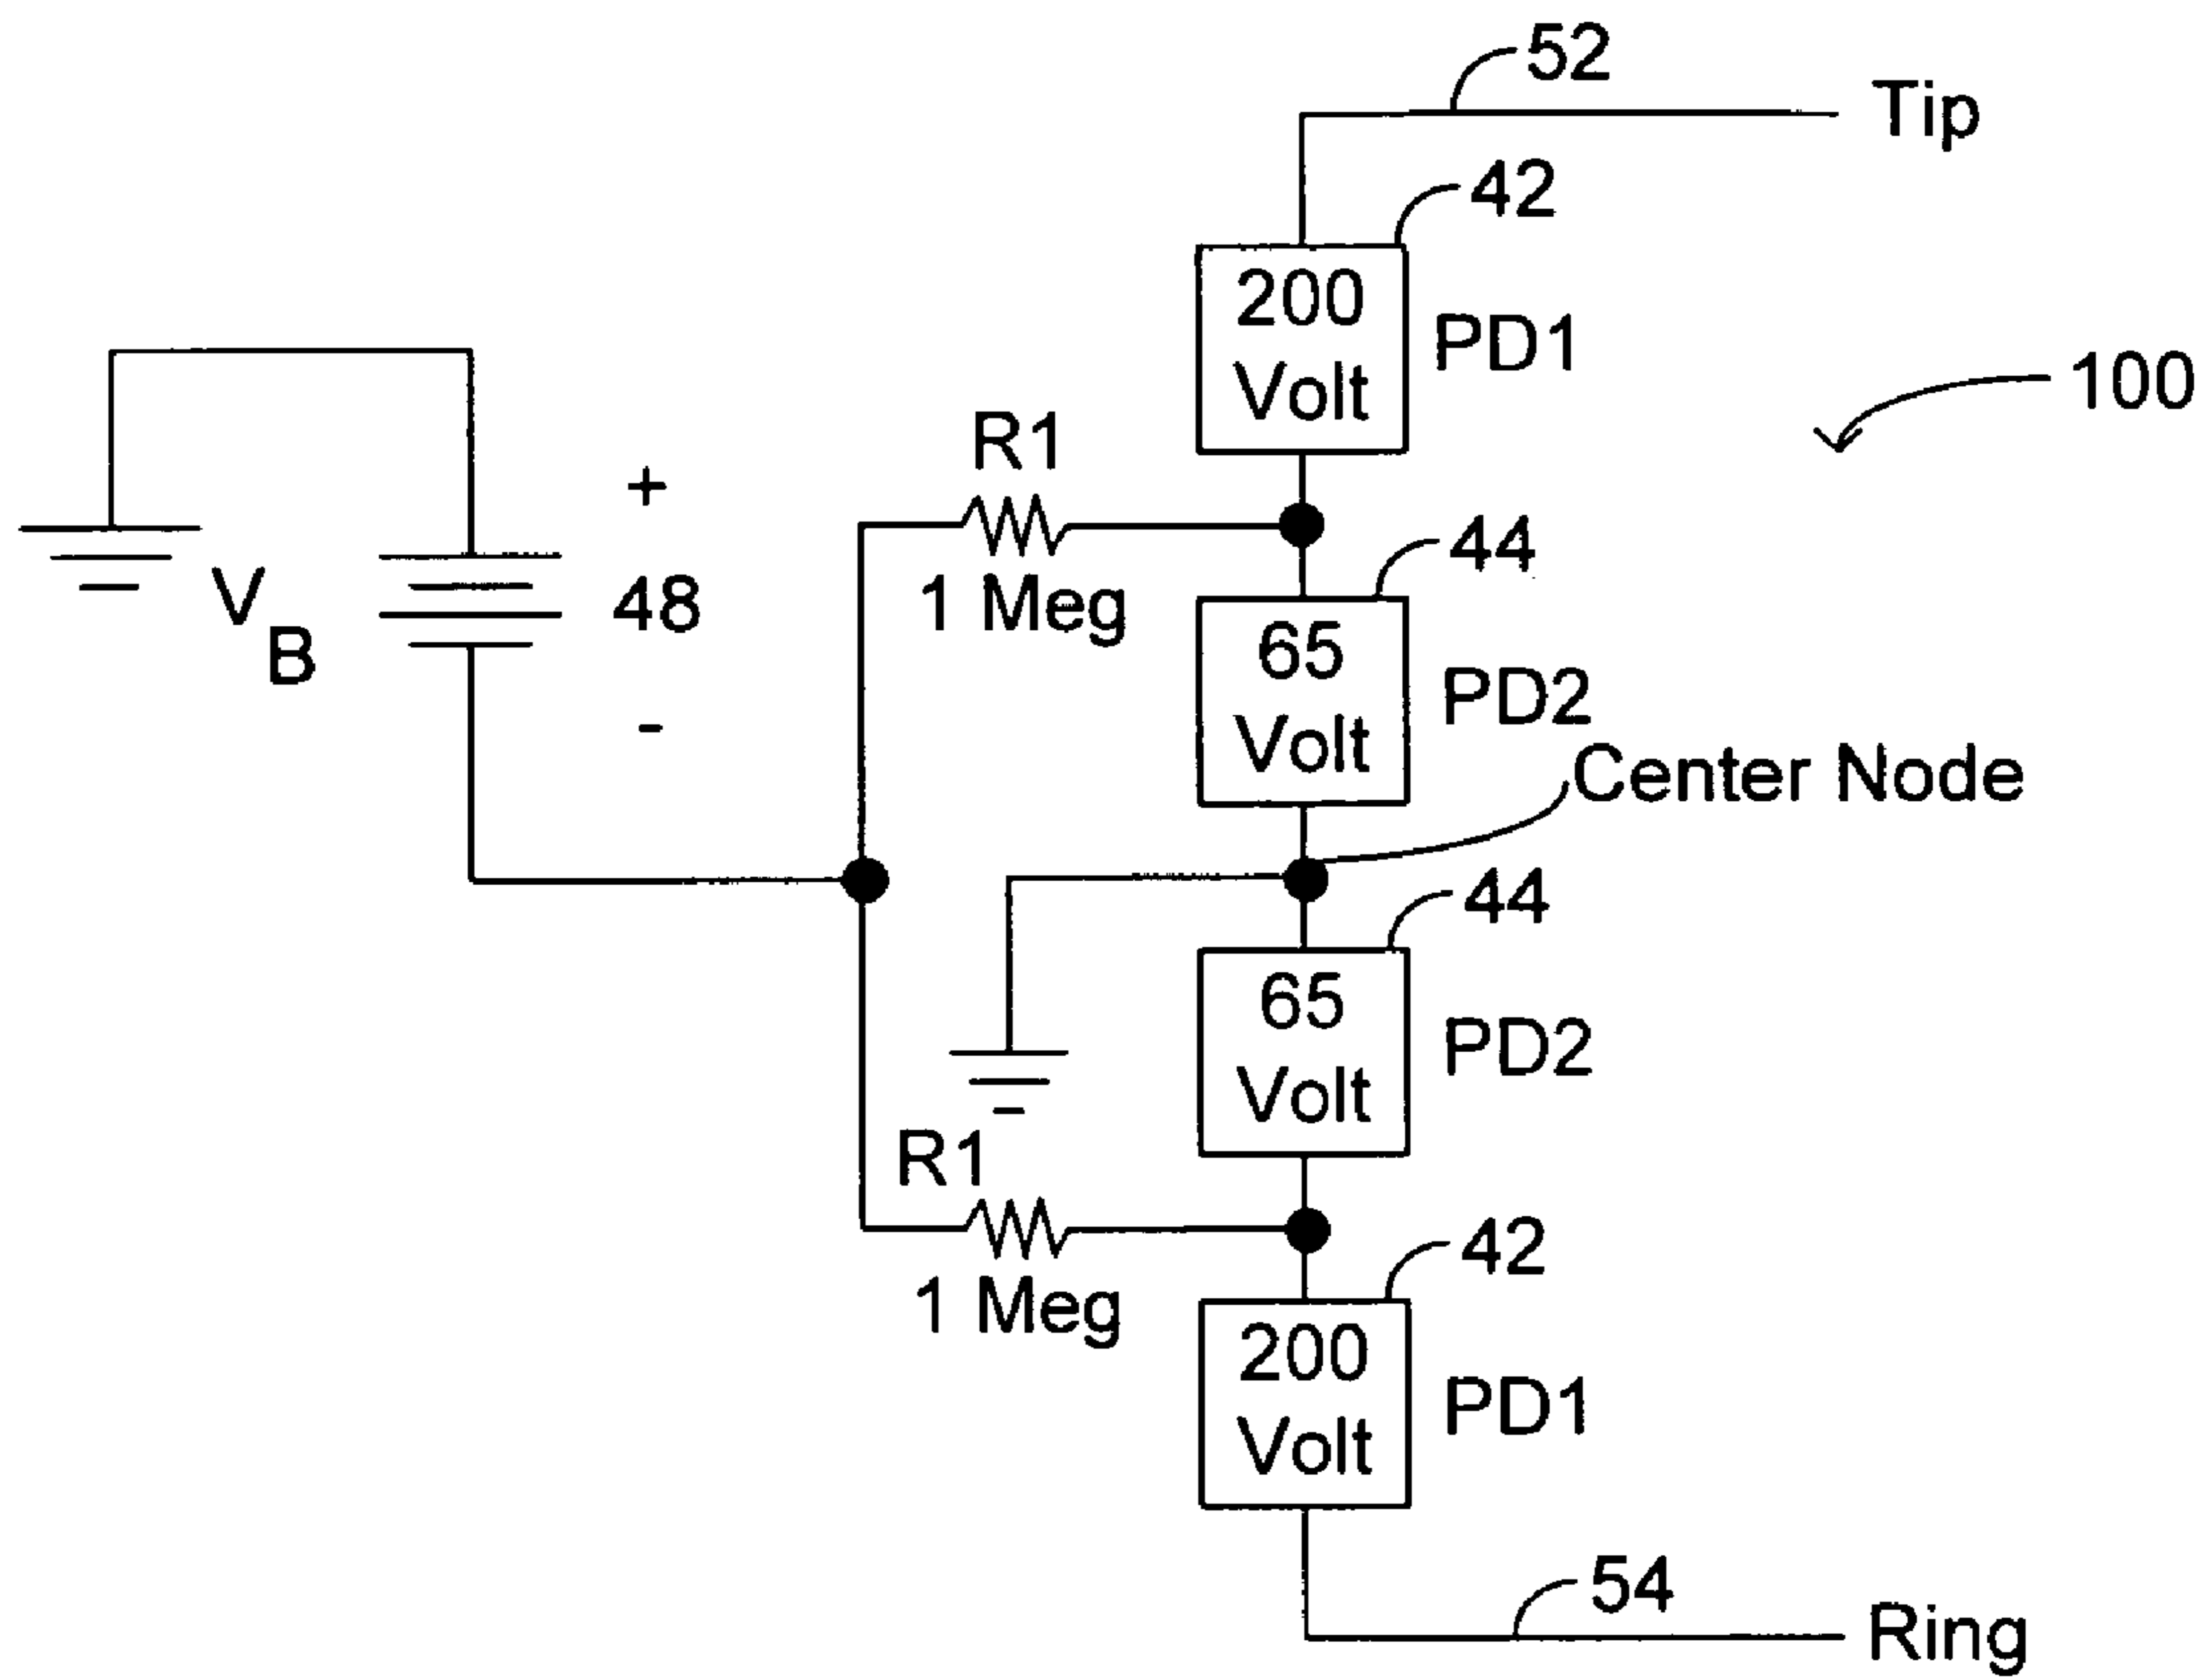 52
Tip
42
200
Volt
PD1
100
R1
1 Meg
+
48
-
V
B
44
65
Volt
PD2
Center Node
44
65
Volt
PD2
R1
1 Meg
42
200
Volt
PD1
54
Ring